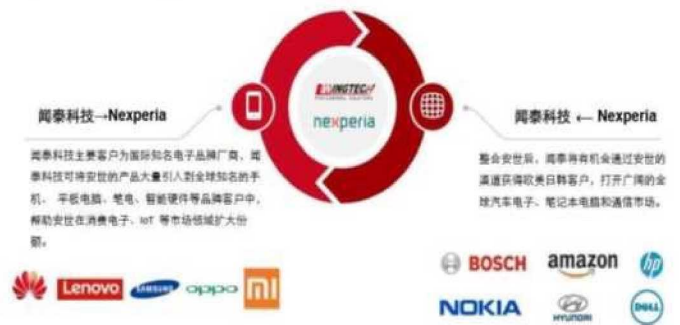 WINGTECH
nexperia
闻泰科技→Nexperia
闻泰科技主要客户为国际知名电子品牌厂商，闻
泰科技可将安世的产品大量引入到全球知名的手
机、平板电脑、笔电、智能硬件等品牌客户中，
帮助安世在消费电子、IoT 等市场领域扩大份
额。
Lenovo
SAMSUNG
oppo
mi
闻泰科技 ← Nexperia
整合安世后，闻泰将有机会通过安世的
渠道获得欧美日韩客户，打开广阔的全
球汽车电子、笔记本电脑和通信市场。
BOSCH
amazon
hp
NOKIA
HYUNDAI
DELL